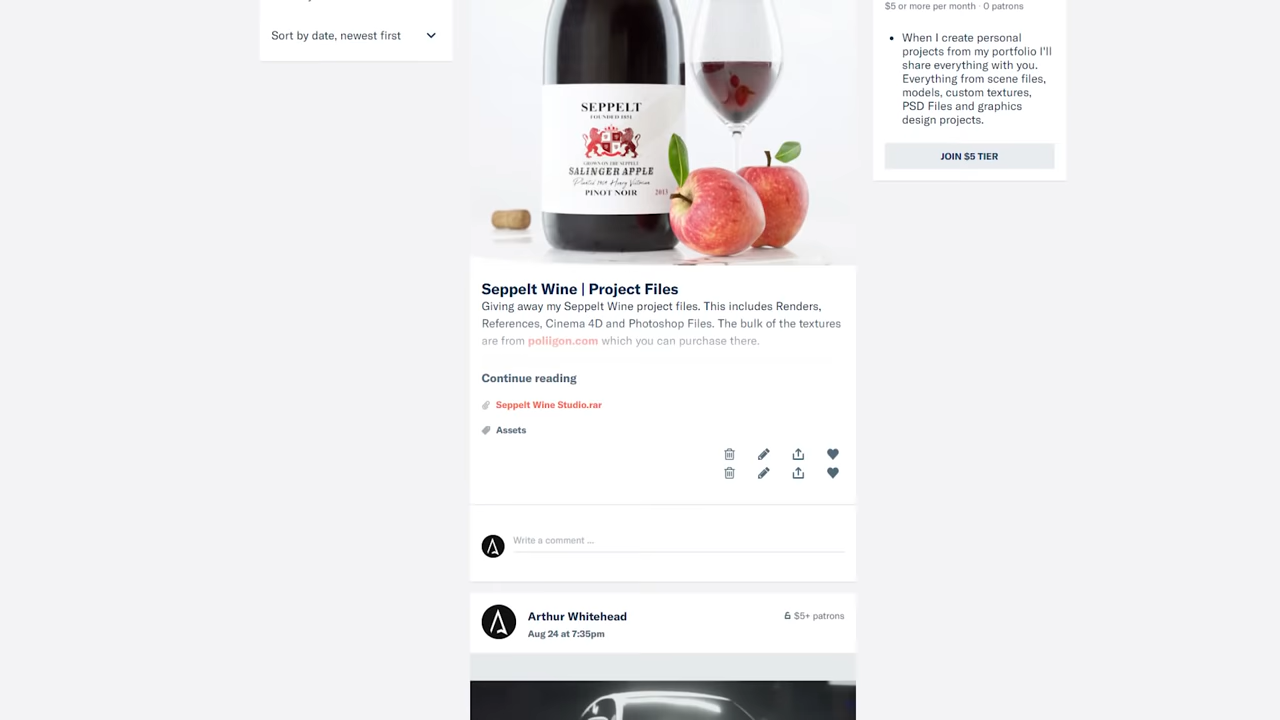 Sort by date, newest first
$5 or more per month · 0 patrons
When I create personal
projects from my portfolio I'll
share everything with you.
Everything from scene files,
models, custom textures,
PSD Files and graphics
design projects.
JOIN $5 TIER
SEPPELT
FOUNDED 1851
GROWN ON THE SEPPELT
SALINGER APPLE
PINOT NOIR
2013
Seppelt Wine | Project Files
Giving away my Seppelt Wine project files. This includes Renders,
References, Cinema 4D and Photoshop Files. The bulk of the textures
are from poliigon.com which you can purchase there.
Continue reading
Seppelt Wine Studio.rar
Assets
Write a comment ...
Arthur Whitehead
$5+ patrons
Aug 24 at 7:35pm